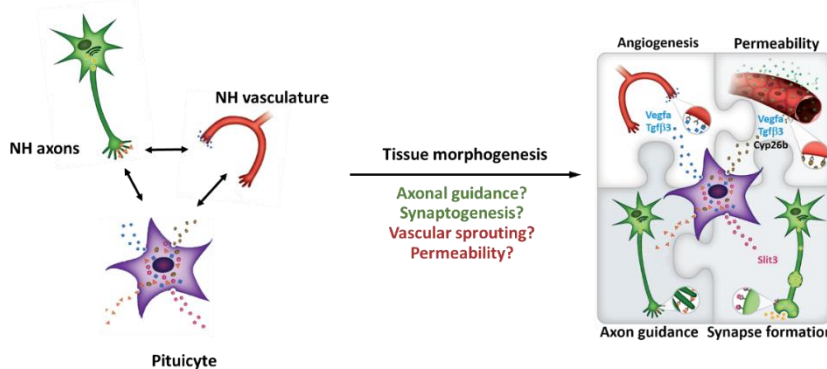 NH axons
NH vasculature
Pituicyte
Tissue morphogenesis
Axonal guidance?
Synaptogenesis?
Vascular sprouting?
Permeability?
Angiogenesis
Permeability
Vegfa
Tgfβ3
Vegfa
Tgfβ3
Cyp26b
Slit3
Axon guidance
Synapse formation